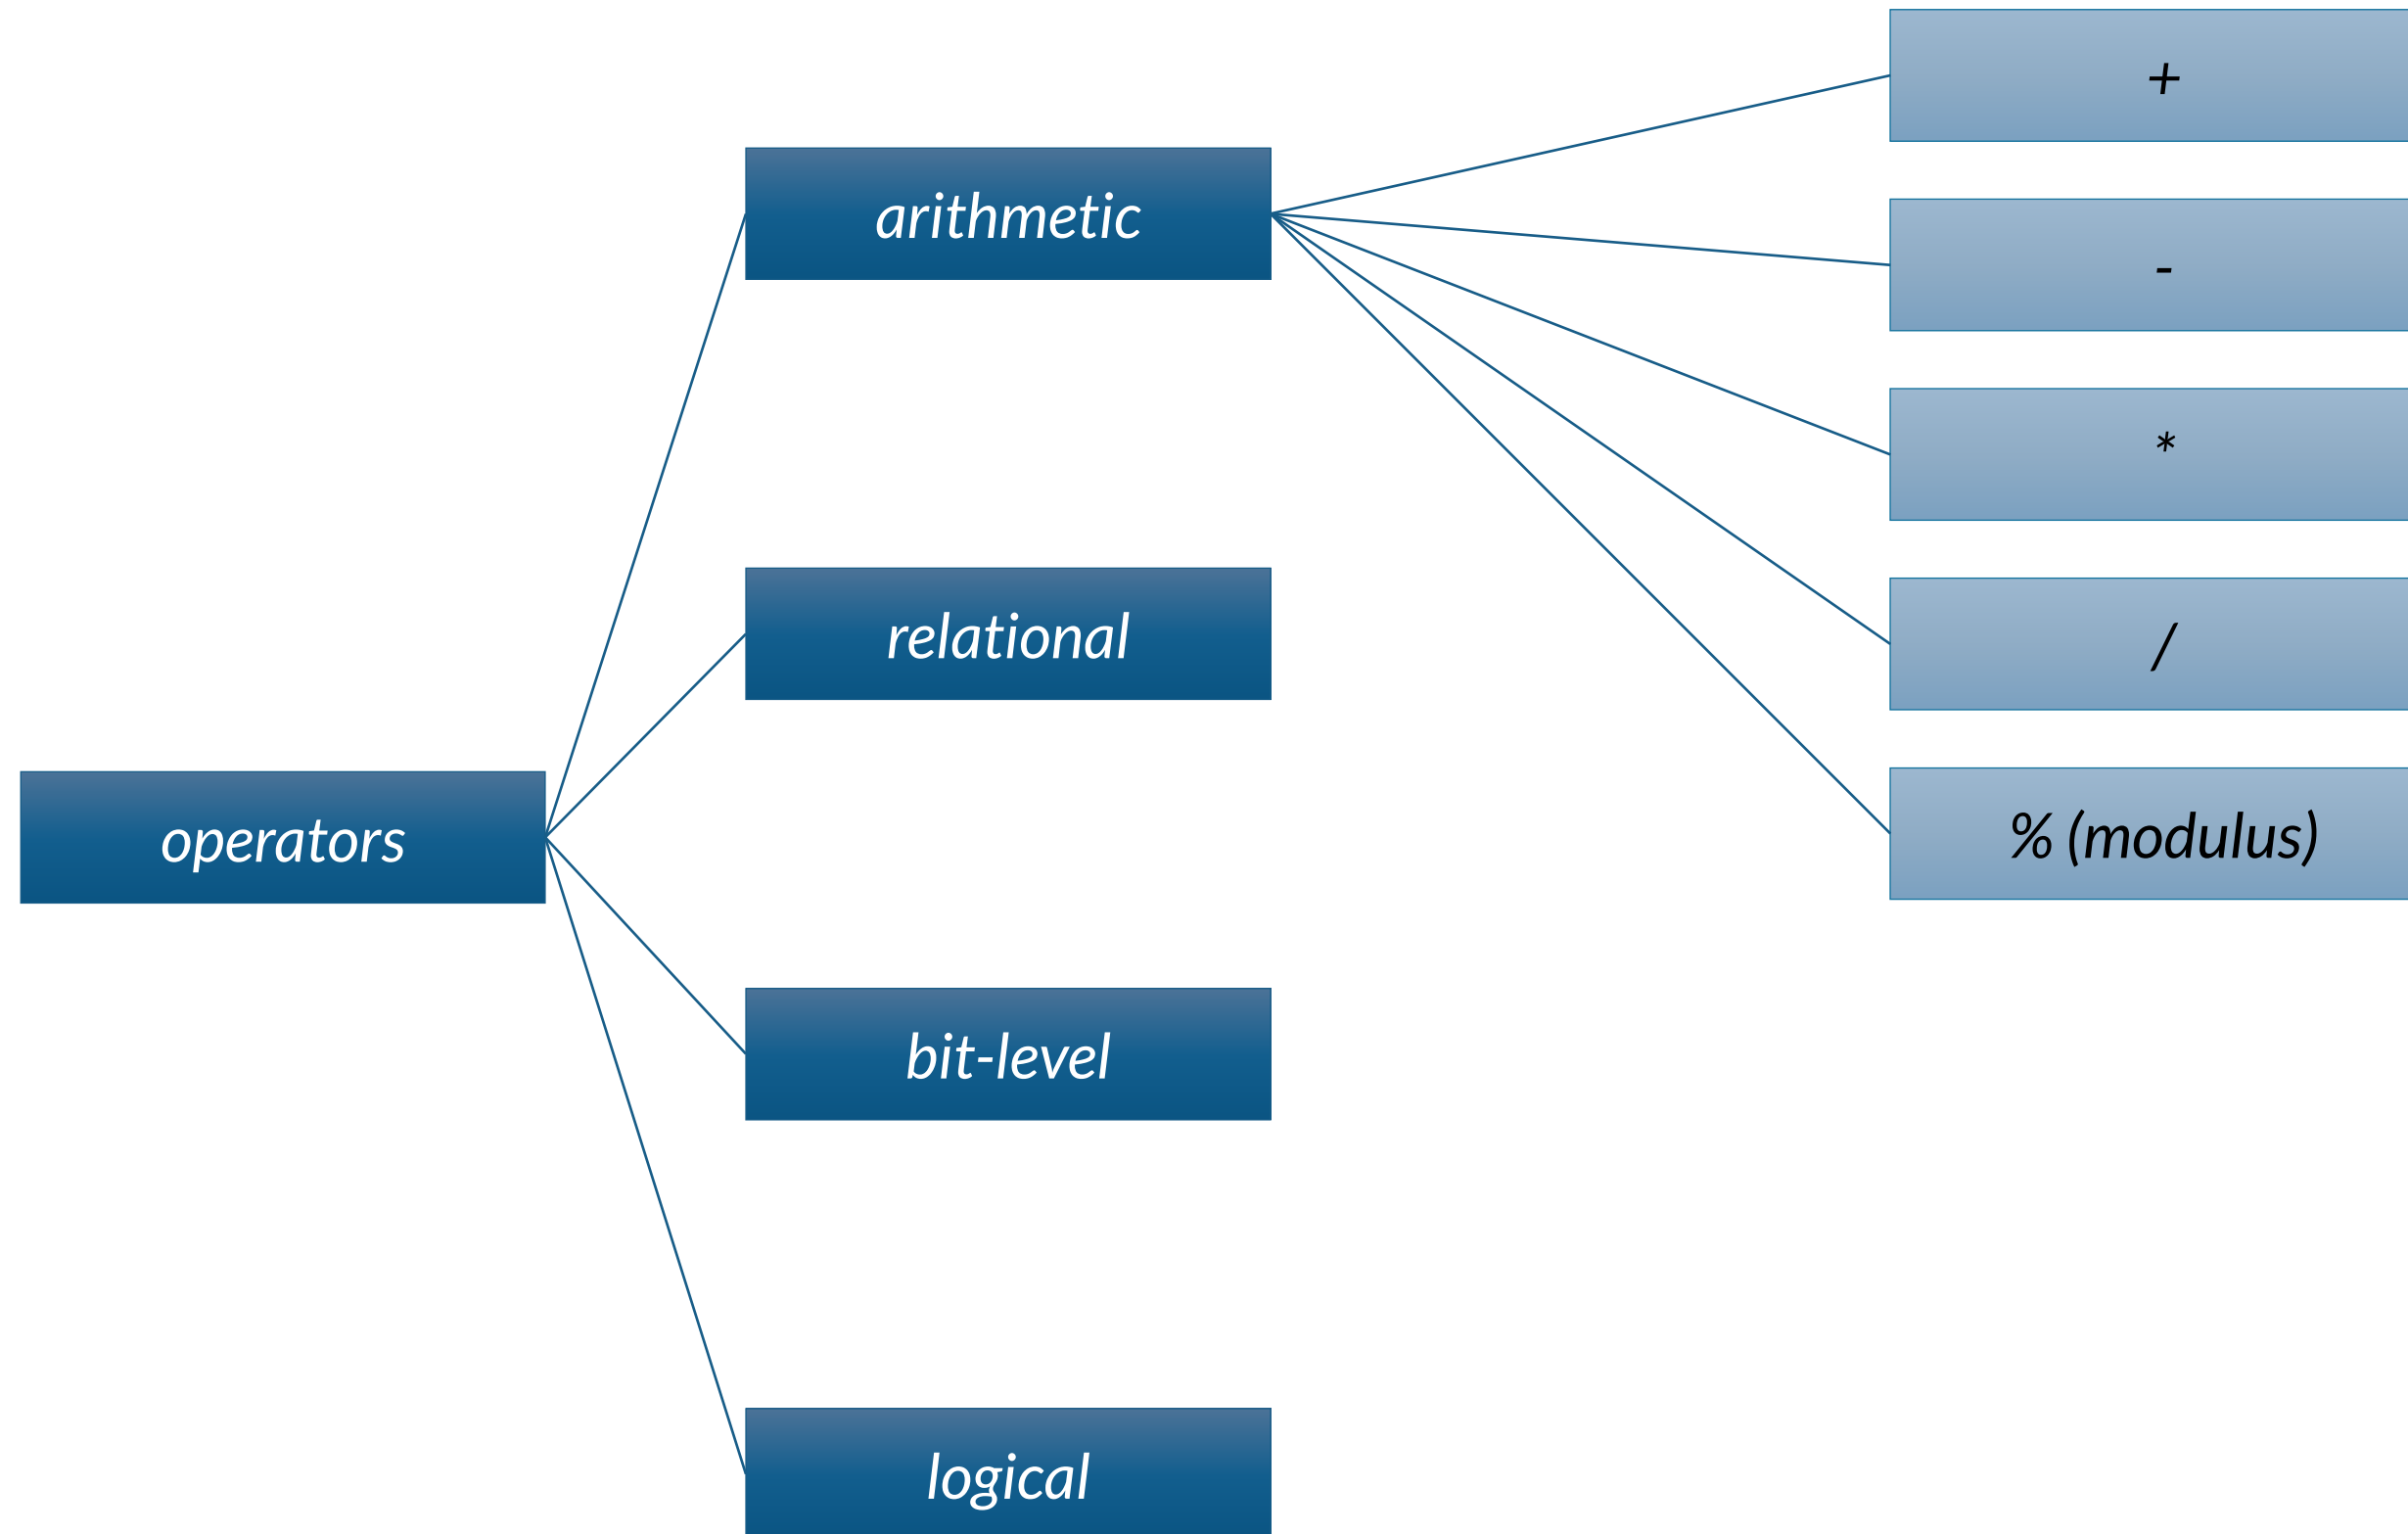 operators
arithmetic
relational
bit-level
logical
+
-
*
/
% (modulus)